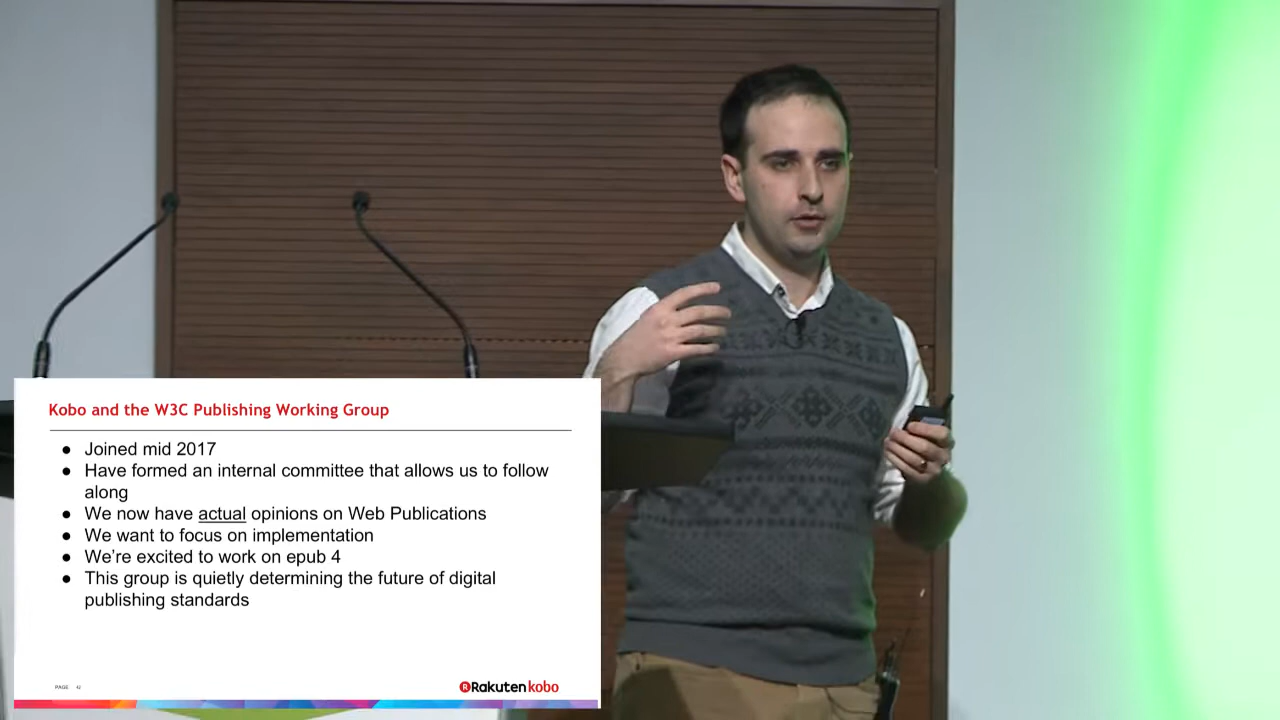 Kobo and the W3C Publishing Working Group
● Joined mid 2017
● Have formed an internal committee that allows us to follow
along
● We now have actual opinions on Web Publications
● We want to focus on implementation
● We're excited to work on epub 4
● This group is quietly determining the future of digital
publishing standards
PAGE 42
Rakuten kobo